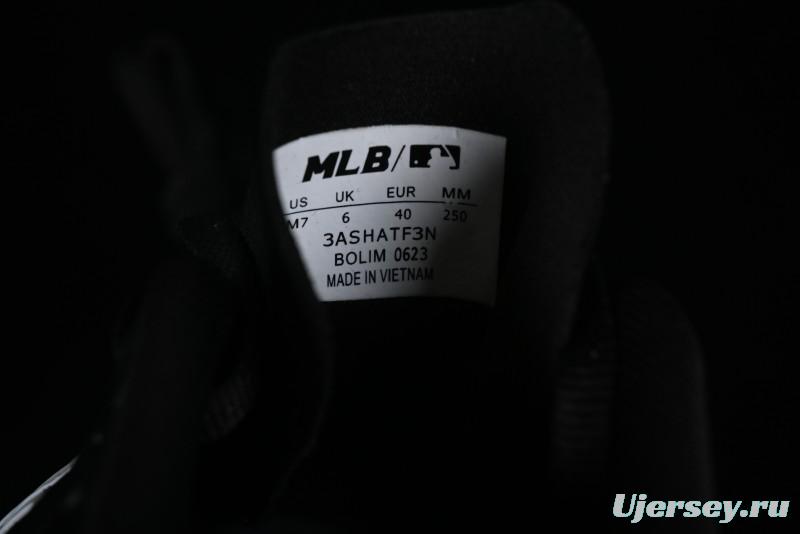 MLB/
US UK EUR MM
M7 6 40 250
3ASHATF3N
BOLIM 0623
MADE IN VIETNAM
Ujersey.ru